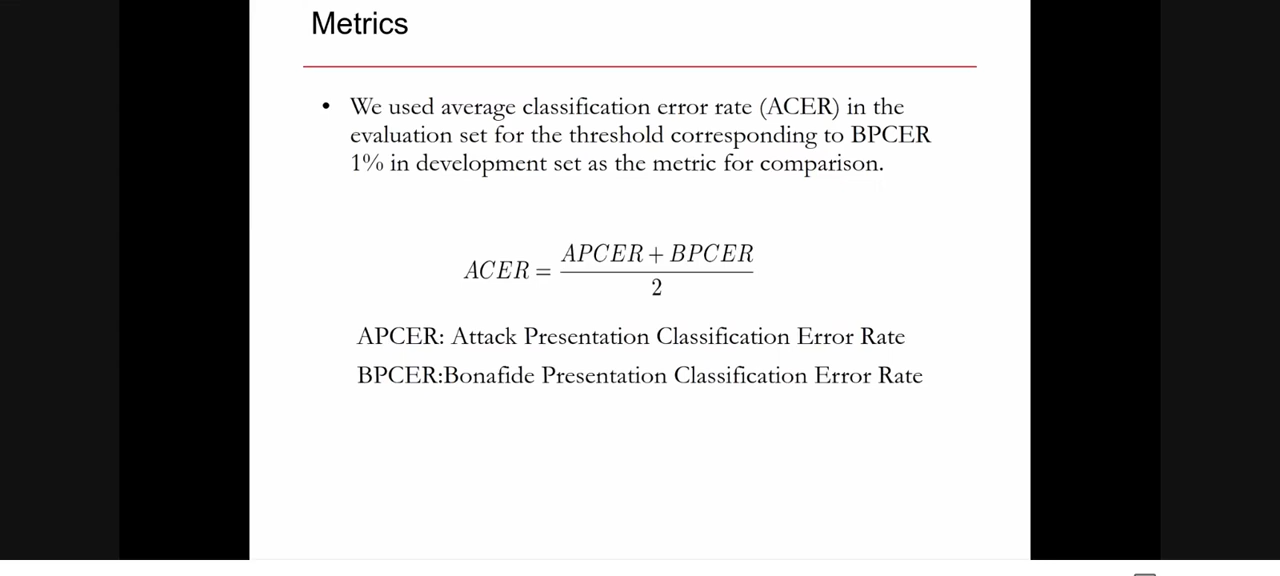 Metrics
• We used average classification error rate (ACER) in the
evaluation set for the threshold corresponding to BPCER
1% in development set as the metric for comparison.
ACER = (APCER + BPCER) / 2
APCER: Attack Presentation Classification Error Rate
BPCER:Bonafide Presentation Classification Error Rate